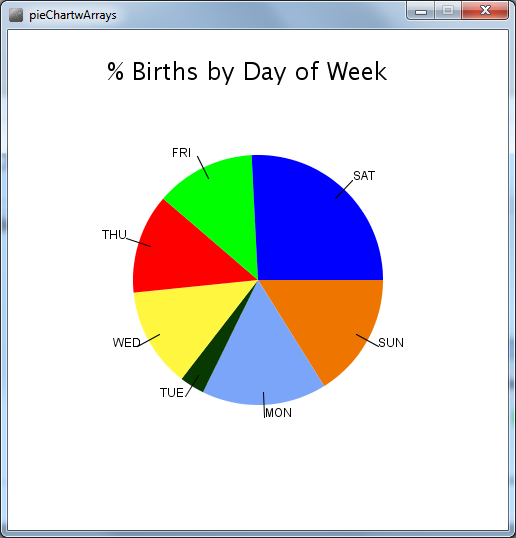 pieChartwArrays
% Births by Day of Week
FRI
SAT
THU
WED
SUN
TUE
MON